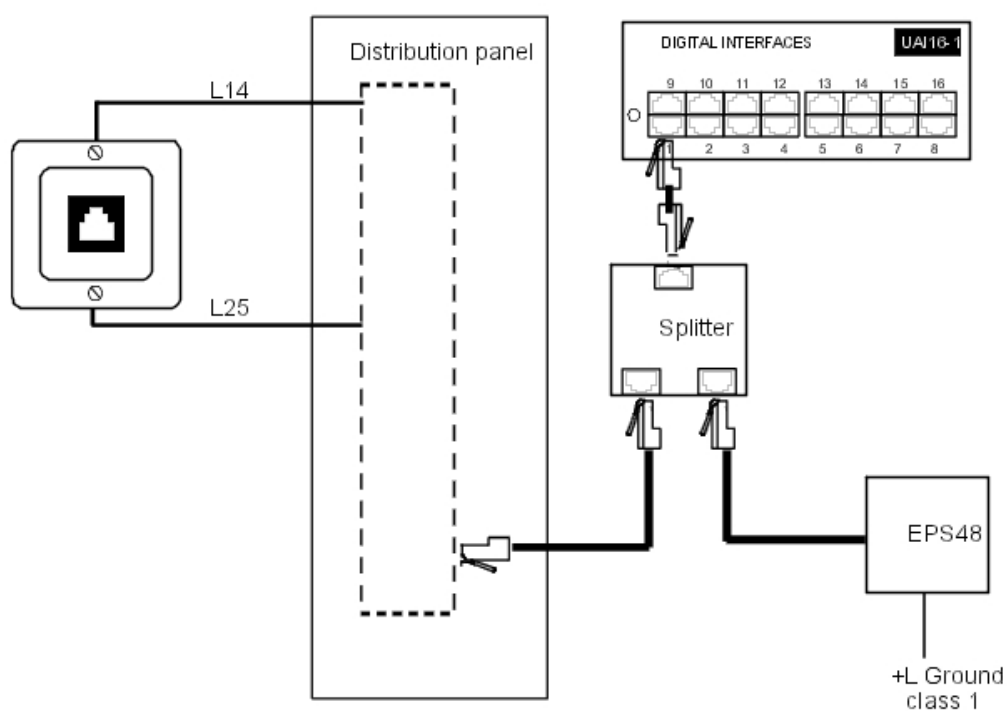 Distribution panel
L14
L25
DIGITAL INTERFACES
UAI16-1
9 10 11 12 13 14 15 16
1 2 3 4 5 6 7 8
Splitter
EPS48
+L Ground
class 1